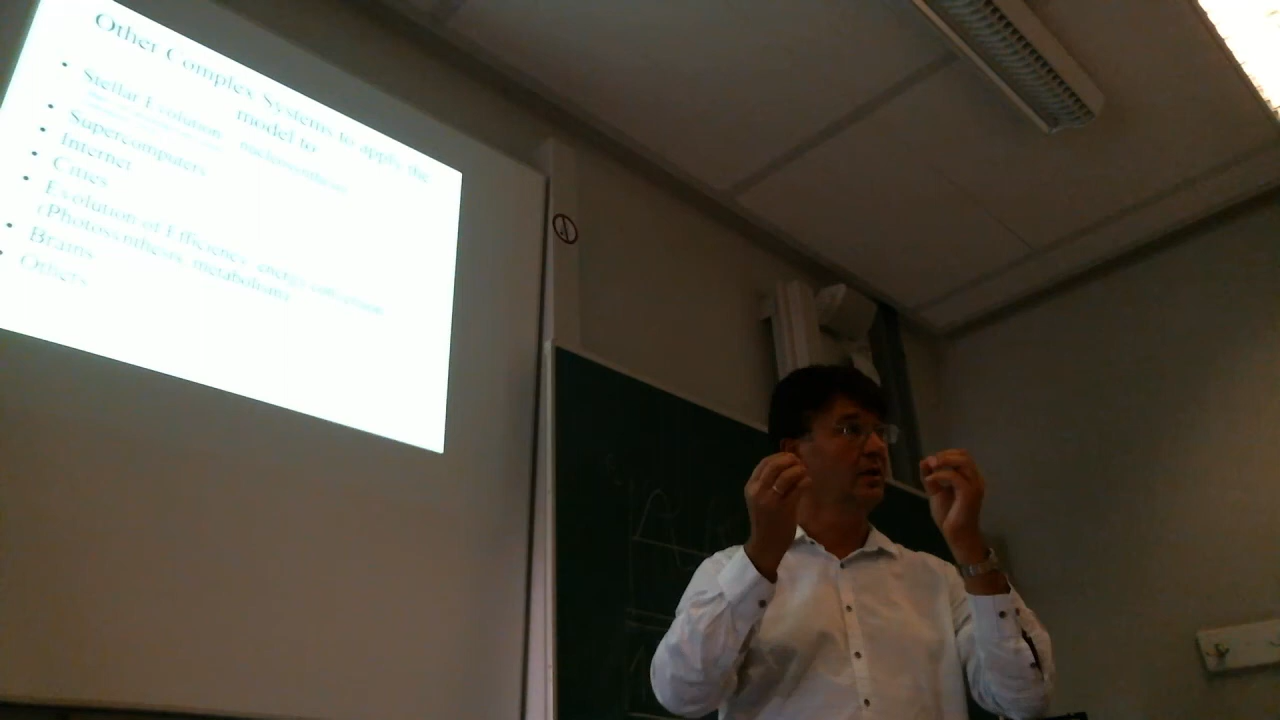 Other Complex Systems to apply the
model to
• Stellar Evolution nucleosynthesis
• Supercomputers
• Internet
• Cities
• Evolution of Efficiency energy
(Photosynthesis, metabolism)
• Brains
• Others